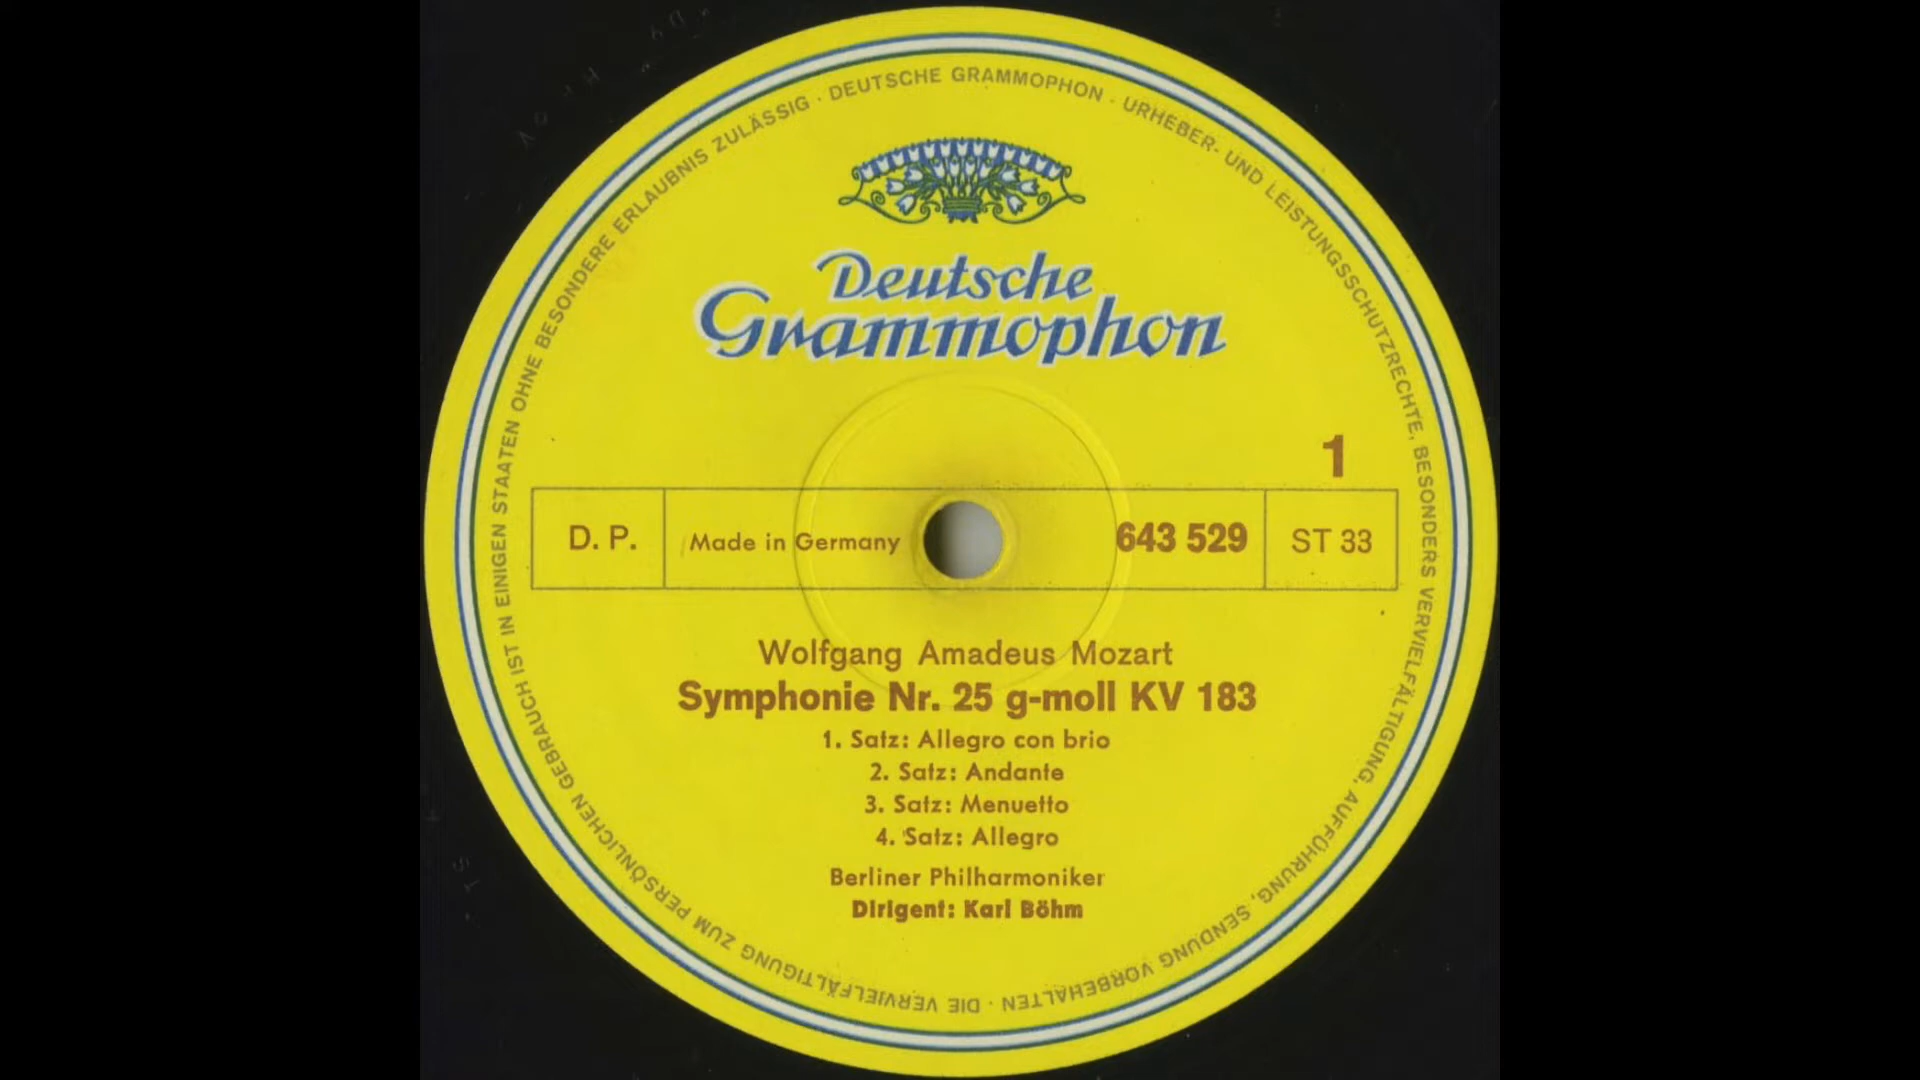 DEUTSCHE GRAMMOPHON · URHEBER- UND LEISTUNGSSCHUTZRECHTE, BESONDERS VERVIELFÄLTIGUNG, AUFFÜHRUNG, SENDUNG VORBEHALTEN · DIE VERVIELFÄLTIGUNG ZUM PERSÖNLICHEN GEBRAUCH IST IN EINIGEN STAATEN OHNE BESONDERE ERLAUBNIS ZULÄSSIG ·
Deutsche
Grammophon
1
D. P. Made in Germany 643 529 ST 33
Wolfgang Amadeus Mozart
Symphonie Nr. 25 g-moll KV 183
1. Satz: Allegro con brio
2. Satz: Andante
3. Satz: Menuetto
4. Satz: Allegro
Berliner Philharmoniker
Dirigent: Karl Böhm